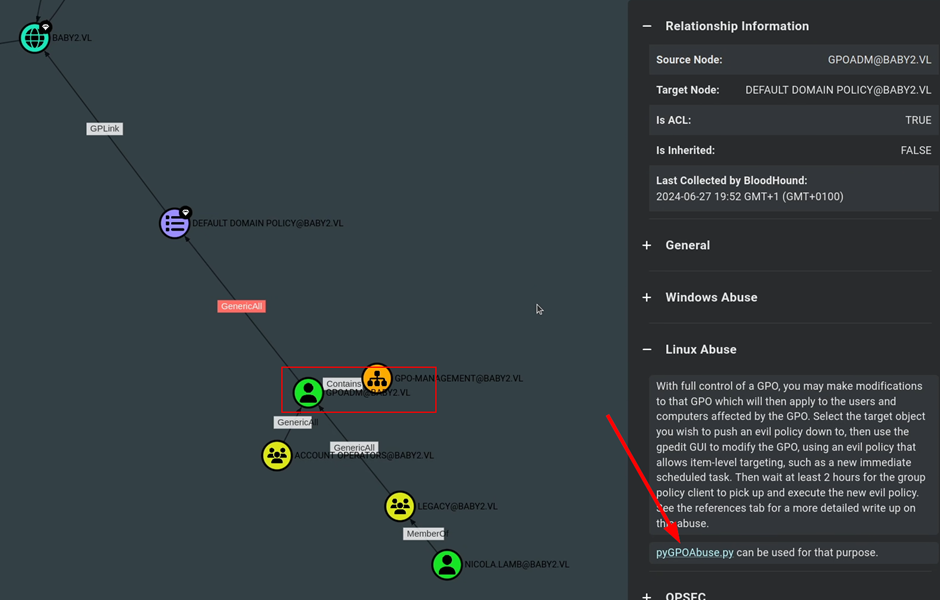 BABY2.VL
GPLink
DEFAULT DOMAIN POLICY@BABY2.VL
GenericAll
Contains
GPO-MANAGEMENT@BABY2.VL
GPOADM@BABY2.VL
GenericAll
GenericAll
ACCOUNT OPERATORS@BABY2.VL
LEGACY@BABY2.VL
MemberOf
NICOLA.LAMB@BABY2.VL
Relationship Information
Source Node: GPOADM@BABY2.VL
Target Node: DEFAULT DOMAIN POLICY@BABY2.VL
Is ACL: TRUE
Is Inherited: FALSE
Last Collected by BloodHound:
2024-06-27 19:52 GMT+1 (GMT+0100)
General
Windows Abuse
Linux Abuse
With full control of a GPO, you may make modifications
to that GPO which will then apply to the users and
computers affected by the GPO. Select the target object
you wish to push an evil policy down to, then use the
gpedit GUI to modify the GPO, using an evil policy that
allows item-level targeting, such as a new immediate
scheduled task. Then wait at least 2 hours for the group
policy client to pick up and execute the new evil policy.
See the references tab for a more detailed write up on
this abuse.
pyGPOAbuse.py can be used for that purpose.
OPSEC